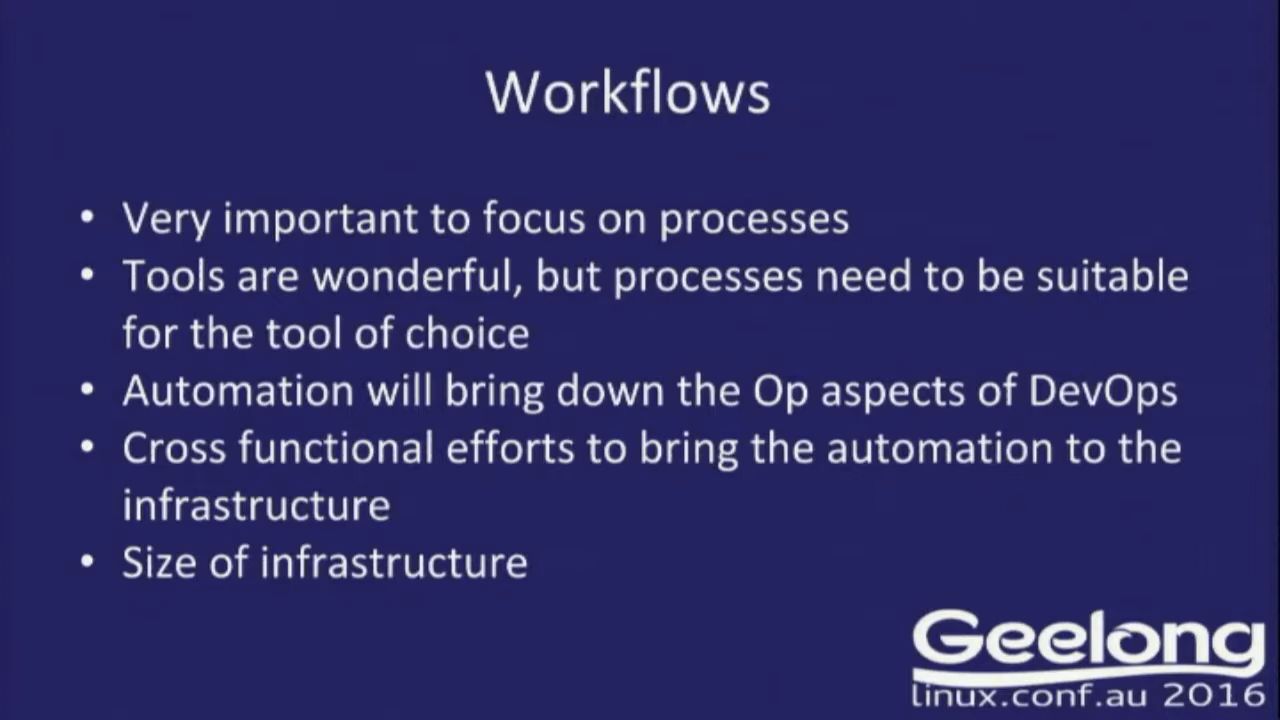 Workflows
• Very important to focus on processes
• Tools are wonderful, but processes need to be suitable
for the tool of choice
• Automation will bring down the Op aspects of DevOps
• Cross functional efforts to bring the automation to the
infrastructure
• Size of infrastructure
Geelong
linux.conf.au 2016